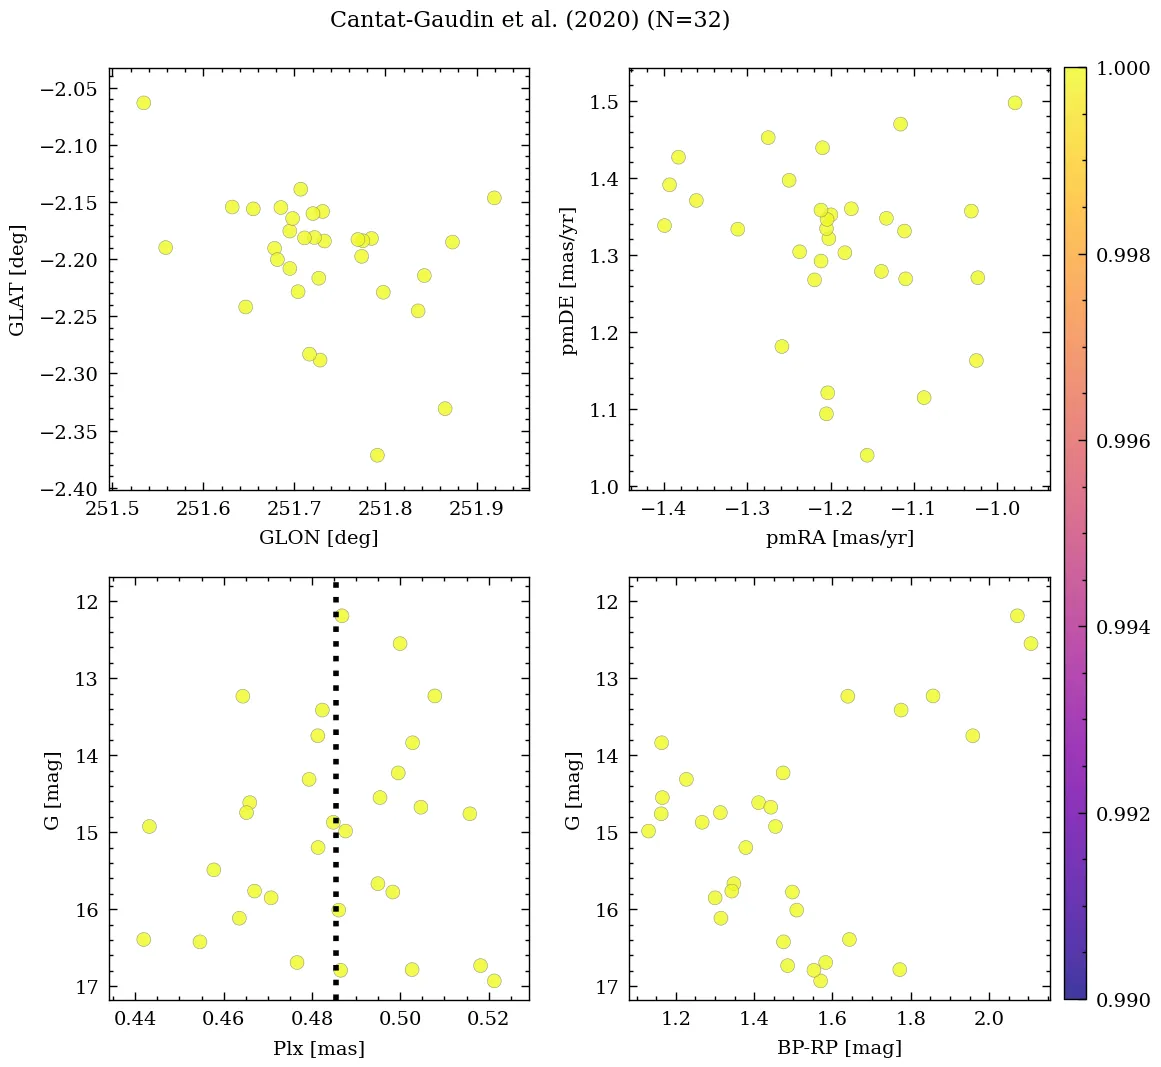 Cantat-Gaudin et al. (2020) (N=32)
−2.05
−2.10
−2.15
−2.20
−2.25
−2.30
−2.35
−2.40
GLAT [deg]
251.5 251.6 251.7 251.8 251.9
GLON [deg]
1.5
1.4
1.3
1.2
1.1
1.0
pmDE [mas/yr]
−1.4 −1.3 −1.2 −1.1 −1.0
pmRA [mas/yr]
12
13
14
15
16
17
G [mag]
0.44 0.46 0.48 0.50 0.52
Plx [mas]
12
13
14
15
16
17
G [mag]
1.2 1.4 1.6 1.8 2.0
BP-RP [mag]
1.000
0.998
0.996
0.994
0.992
0.990